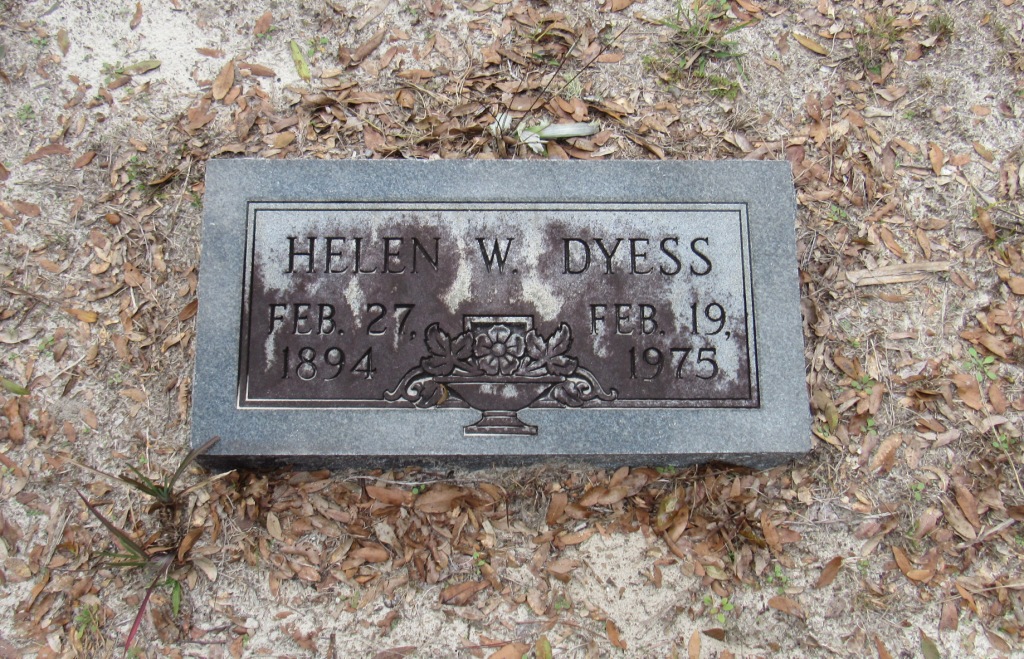 HELEN W. DYESS
FEB. 27, FEB. 19,
1894 1975